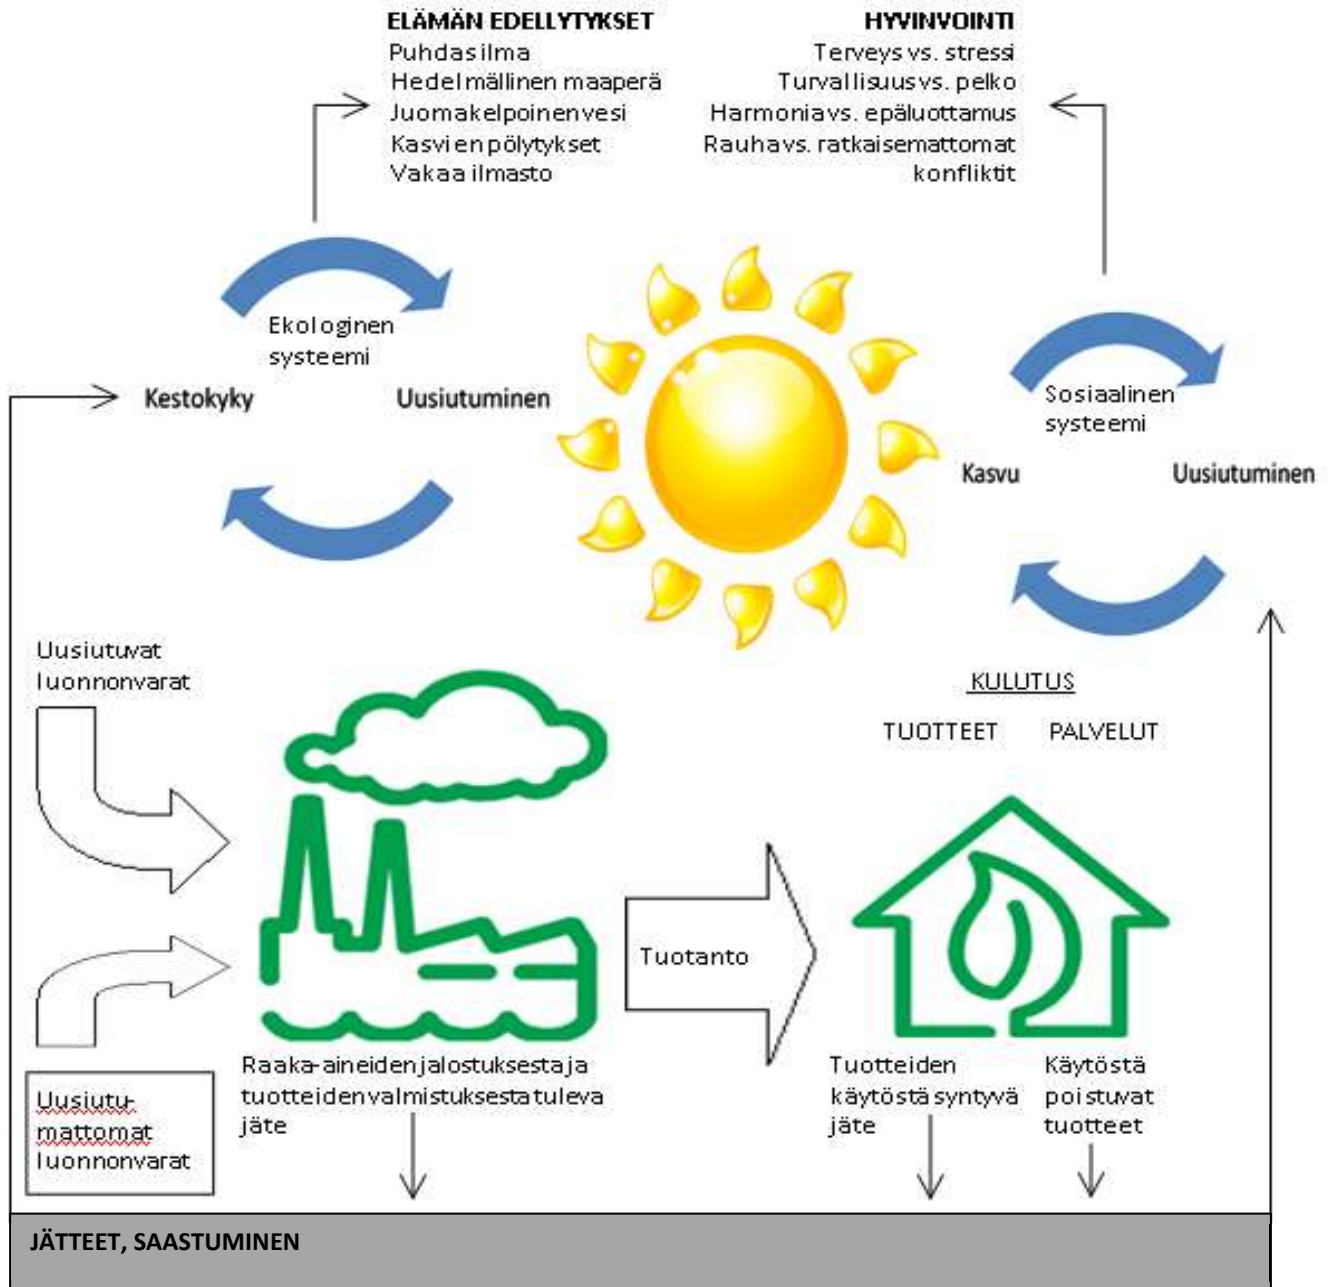 ELÄMÄN EDELLYTYKSET
Puhdas ilma
Hedelmällinen maaperä
Juomakelpoinen vesi
Kasvien pölytykset
Vakaa ilmasto
HYVINVOINTI
Terveys vs. stressi
Turvallisuus vs. pelko
Harmonia vs. epäluottamus
Rauha vs. ratkaisemattomat
konfliktit
Ekologinen
systeemi
Kestokyky
Uusiutuminen
Sosiaalinen
systeemi
Kasvu
Uusiutuminen
Uusiutuvat
luonnonvarat
KULUTUS
TUOTTEET
PALVELUT
Tuotanto
Uusiutu-
mattomat
luonnonvarat
Raaka-aineiden jalostuksesta ja
tuotteiden valmistuksesta tuleva
jäte
Tuotteiden
käytöstä syntyvä
jäte
Käytöstä
poistuvat
tuotteet
JÄTTEET, SAASTUMINEN